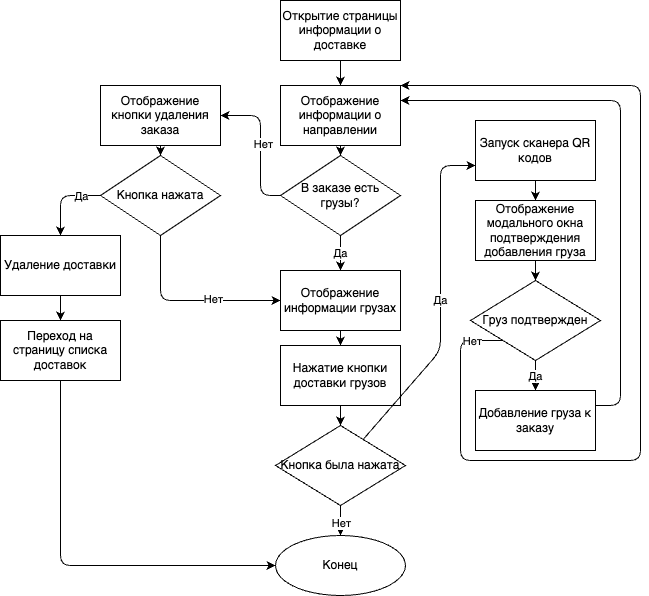 Открытие страницы
информации о
доставке
Отображение
кнопки удаления
заказа
Отображение
информации о
направлении
Нет
Запуск сканера QR
кодов
Кнопка нажата
В заказе есть
грузы?
Да
Отображение
модального окна
подтверждения
добавления груза
Да
Удаление доставки
Нет
Отображение
информации грузах
Да
Груз подтвержден
Нет
Переход на
страницу списка
доставок
Нажатие кнопки
доставки грузов
Да
Добавление груза к
заказу
Кнопка была нажата
Нет
Конец